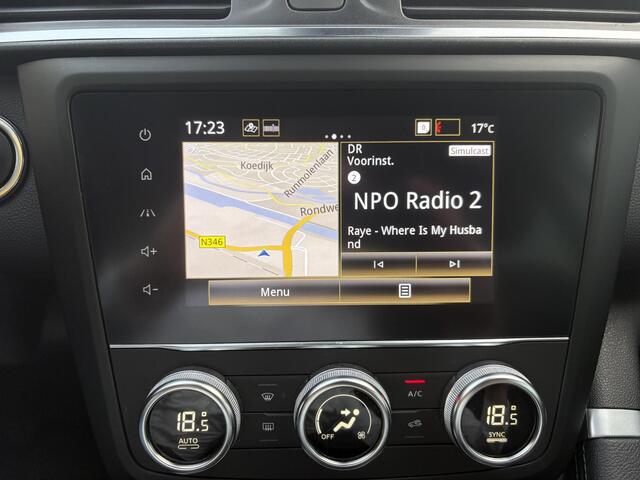 17:23
17°c
DR
Simulcast
Voorinst.
2
NPO Radio 2
Raye - Where Is My Husba
nd
Koedijk
Runmolenlaan
Rondwe
N346
Menu
A/C
18.5°
AUTO
OFF
18.5°
SYNC